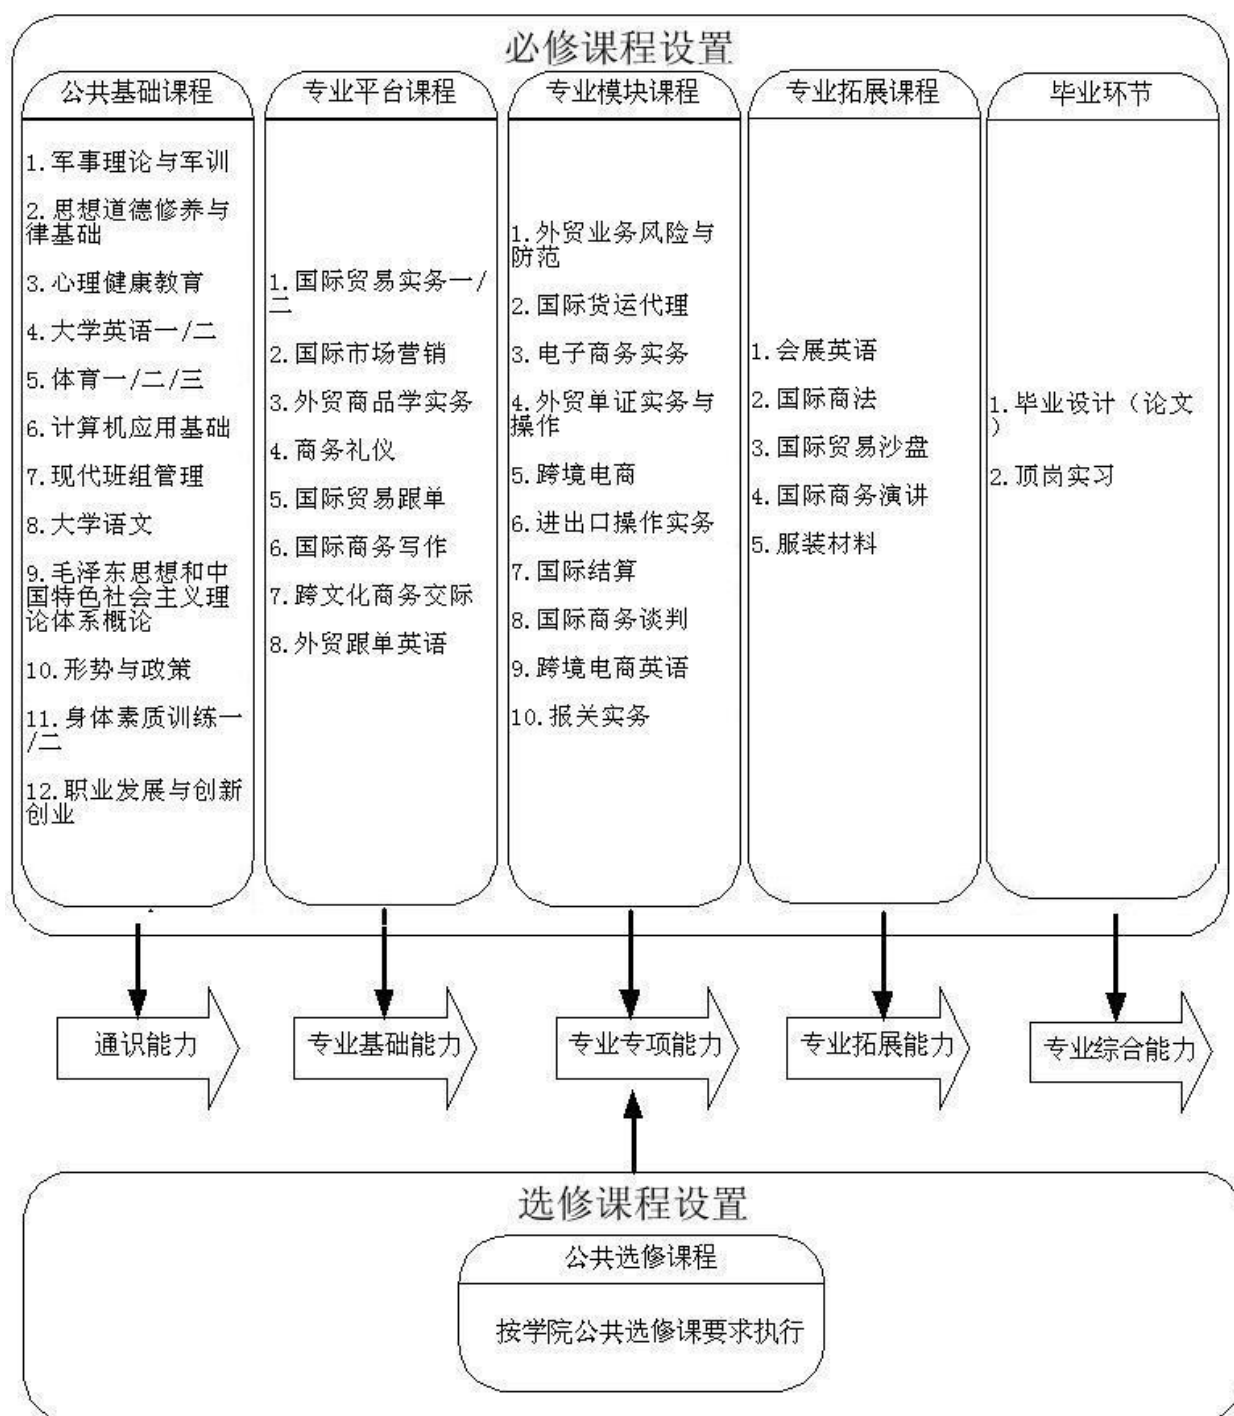 必修课程设置
公共基础课程
1.军事理论与军训
2.思想道德修养与
律基础
3.心理健康教育
4.大学英语一/二
5.体育一/二/三
6.计算机应用基础
7.现代班组管理
8.大学语文
9.毛泽东思想和中
国特色社会主义理
论体系概论
10.形势与政策
11.身体素质训练一
/二
12.职业发展与创新
创业
专业平台课程
1.国际贸易实务一/
二
2.国际市场营销
3.外贸商品学实务
4.商务礼仪
5.国际贸易跟单
6.国际商务写作
7.跨文化商务交际
8.外贸跟单英语
专业模块课程
1.外贸业务风险与
防范
2.国际货运代理
3.电子商务实务
4.外贸单证实务与
操作
5.跨境电商
6.进出口操作实务
7.国际结算
8.国际商务谈判
9.跨境电商英语
10.报关实务
专业拓展课程
1.会展英语
2.国际商法
3.国际贸易沙盘
4.国际商务演讲
5.服装材料
毕业环节
1.毕业设计（论文
）
2.顶岗实习
通识能力
专业基础能力
专业专项能力
专业拓展能力
专业综合能力
选修课程设置
公共选修课程
按学院公共选修课要求执行